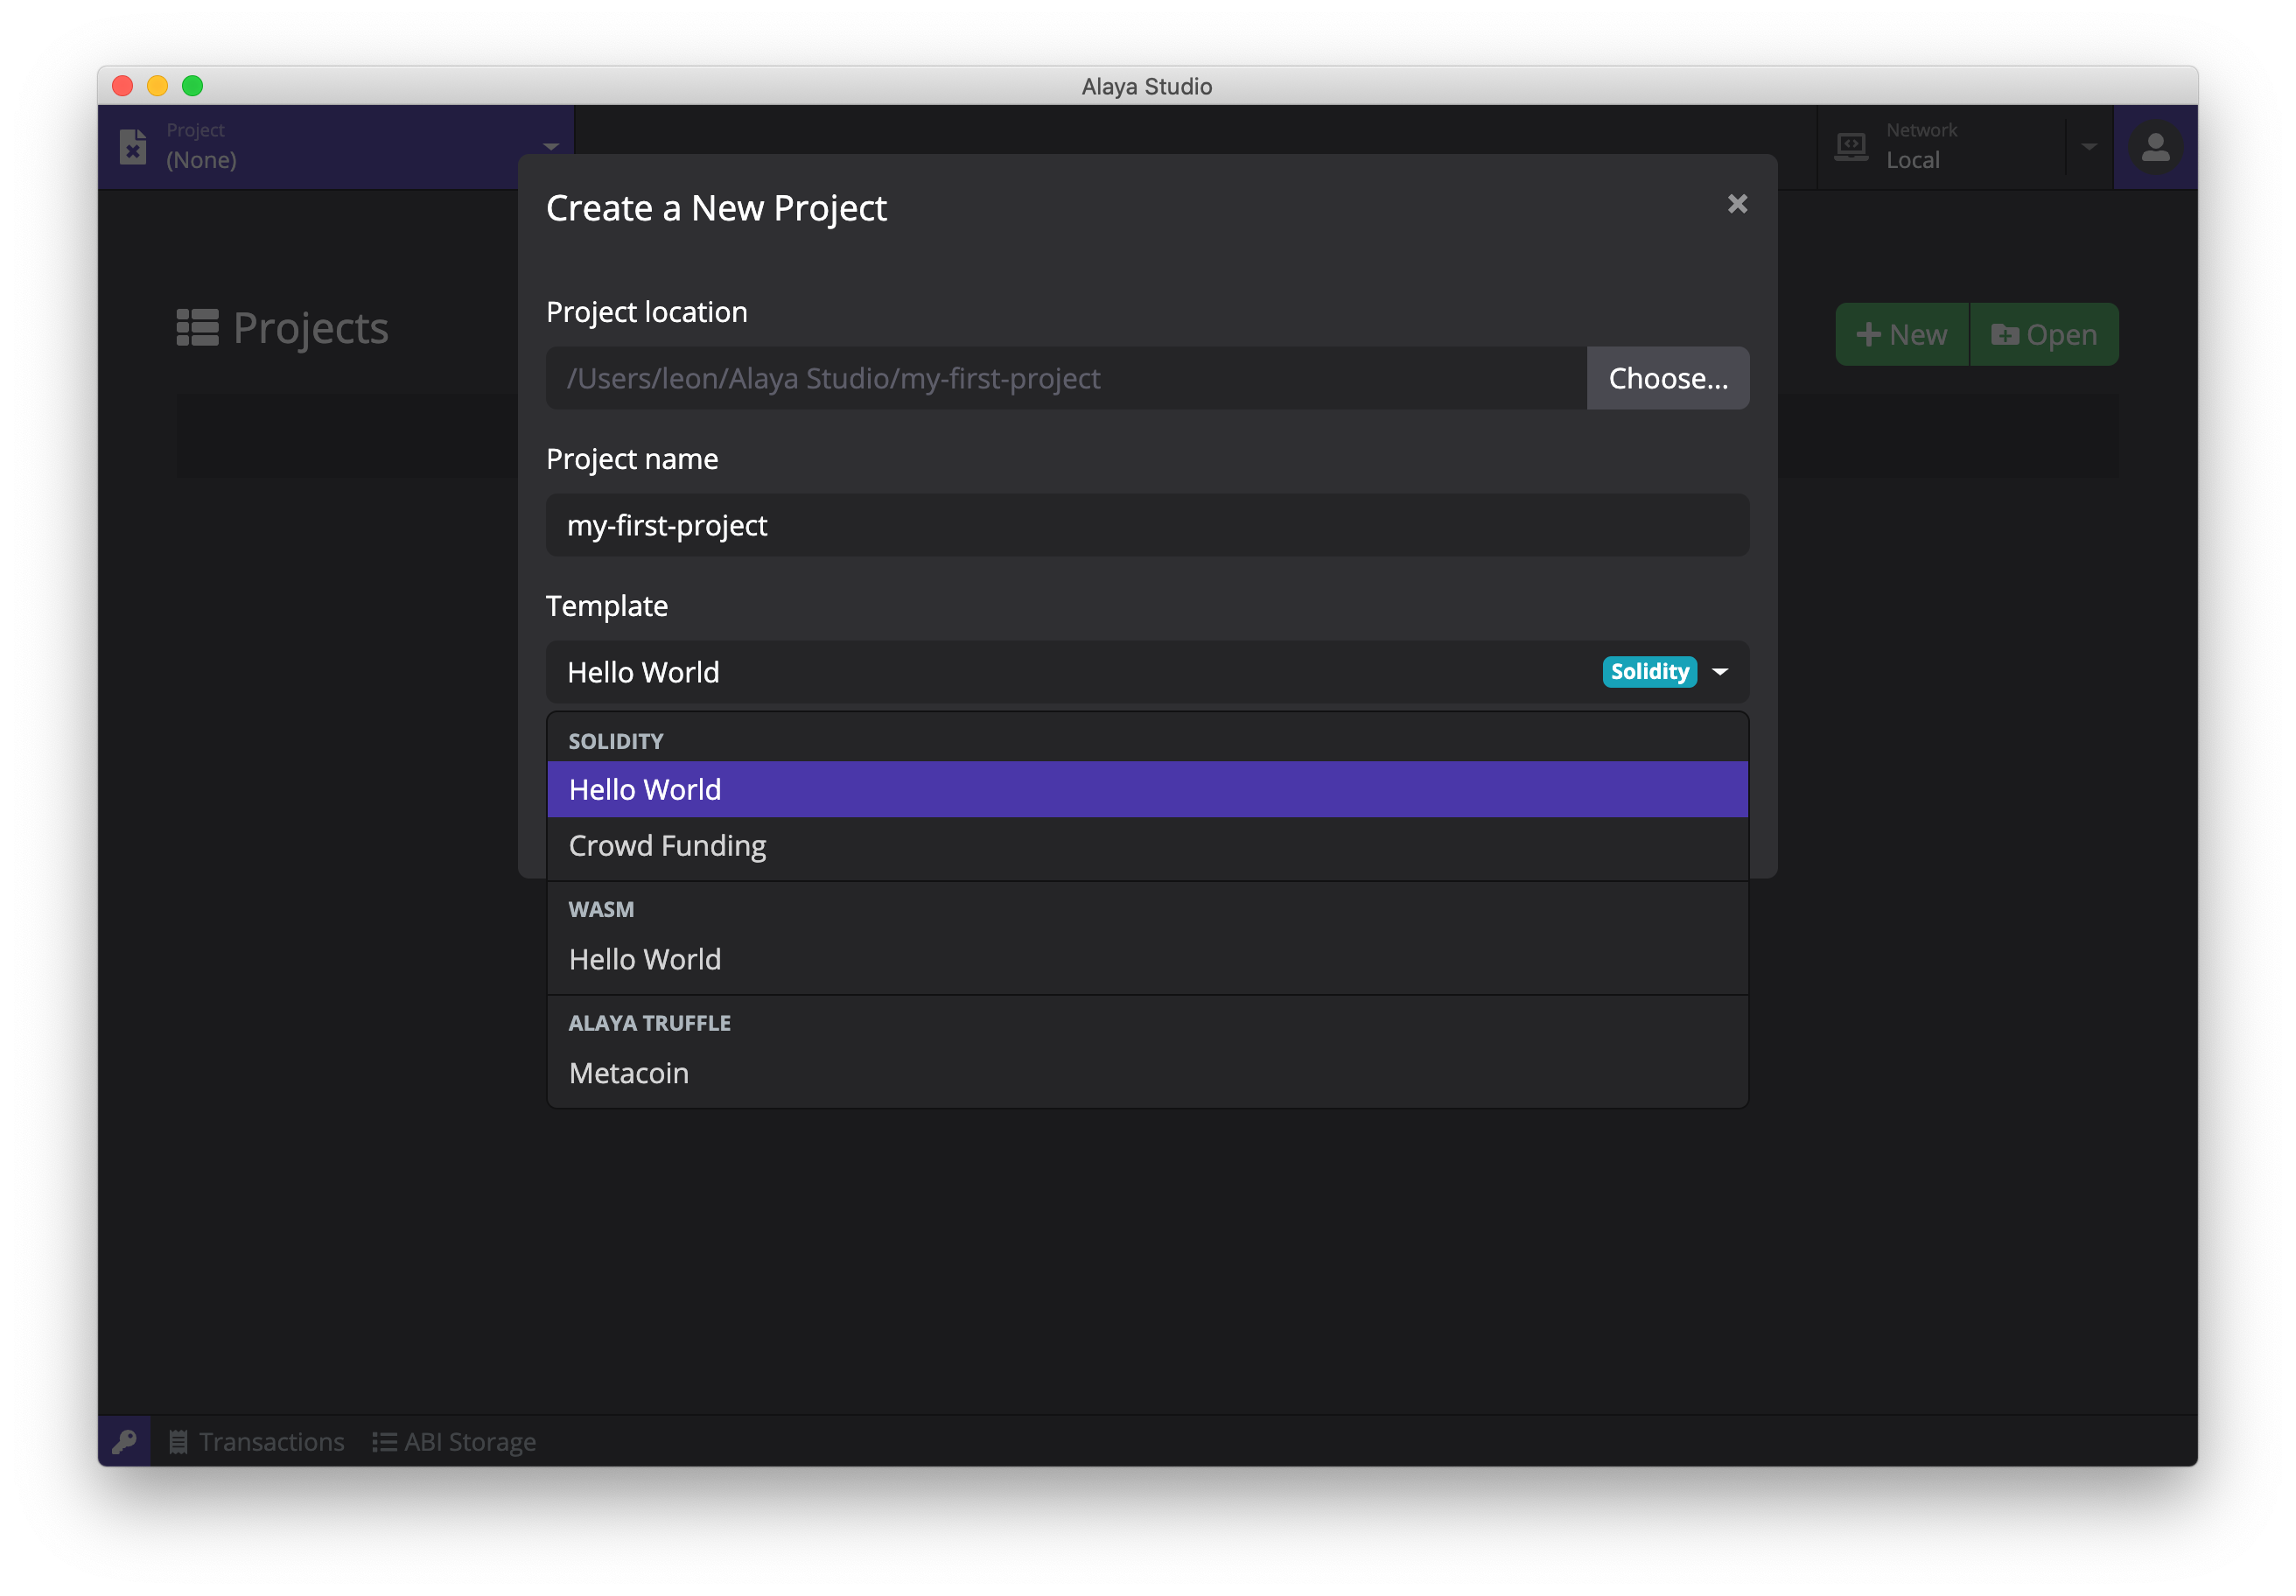 Alaya Studio
Project
(None)
Network
Local
Projects
New
Open
Create a New Project
Project location
/Users/leon/Alaya Studio/my-first-project
Choose...
Project name
my-first-project
Template
Hello World
Solidity
SOLIDITY
Hello World
Crowd Funding
WASM
Hello World
ALAYA TRUFFLE
Metacoin
Transactions
ABI Storage